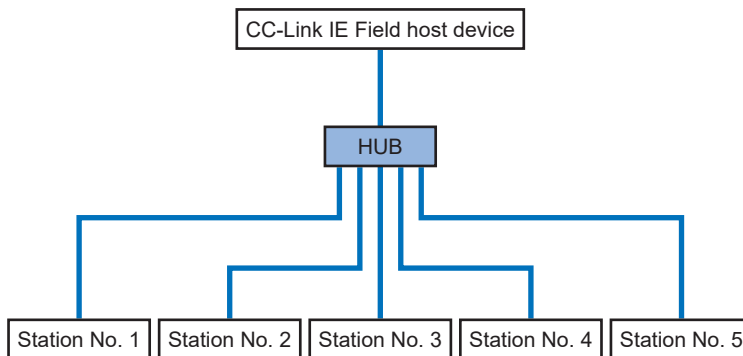 CC-Link IE Field host device
HUB
Station No. 1
Station No. 2
Station No. 3
Station No. 4
Station No. 5